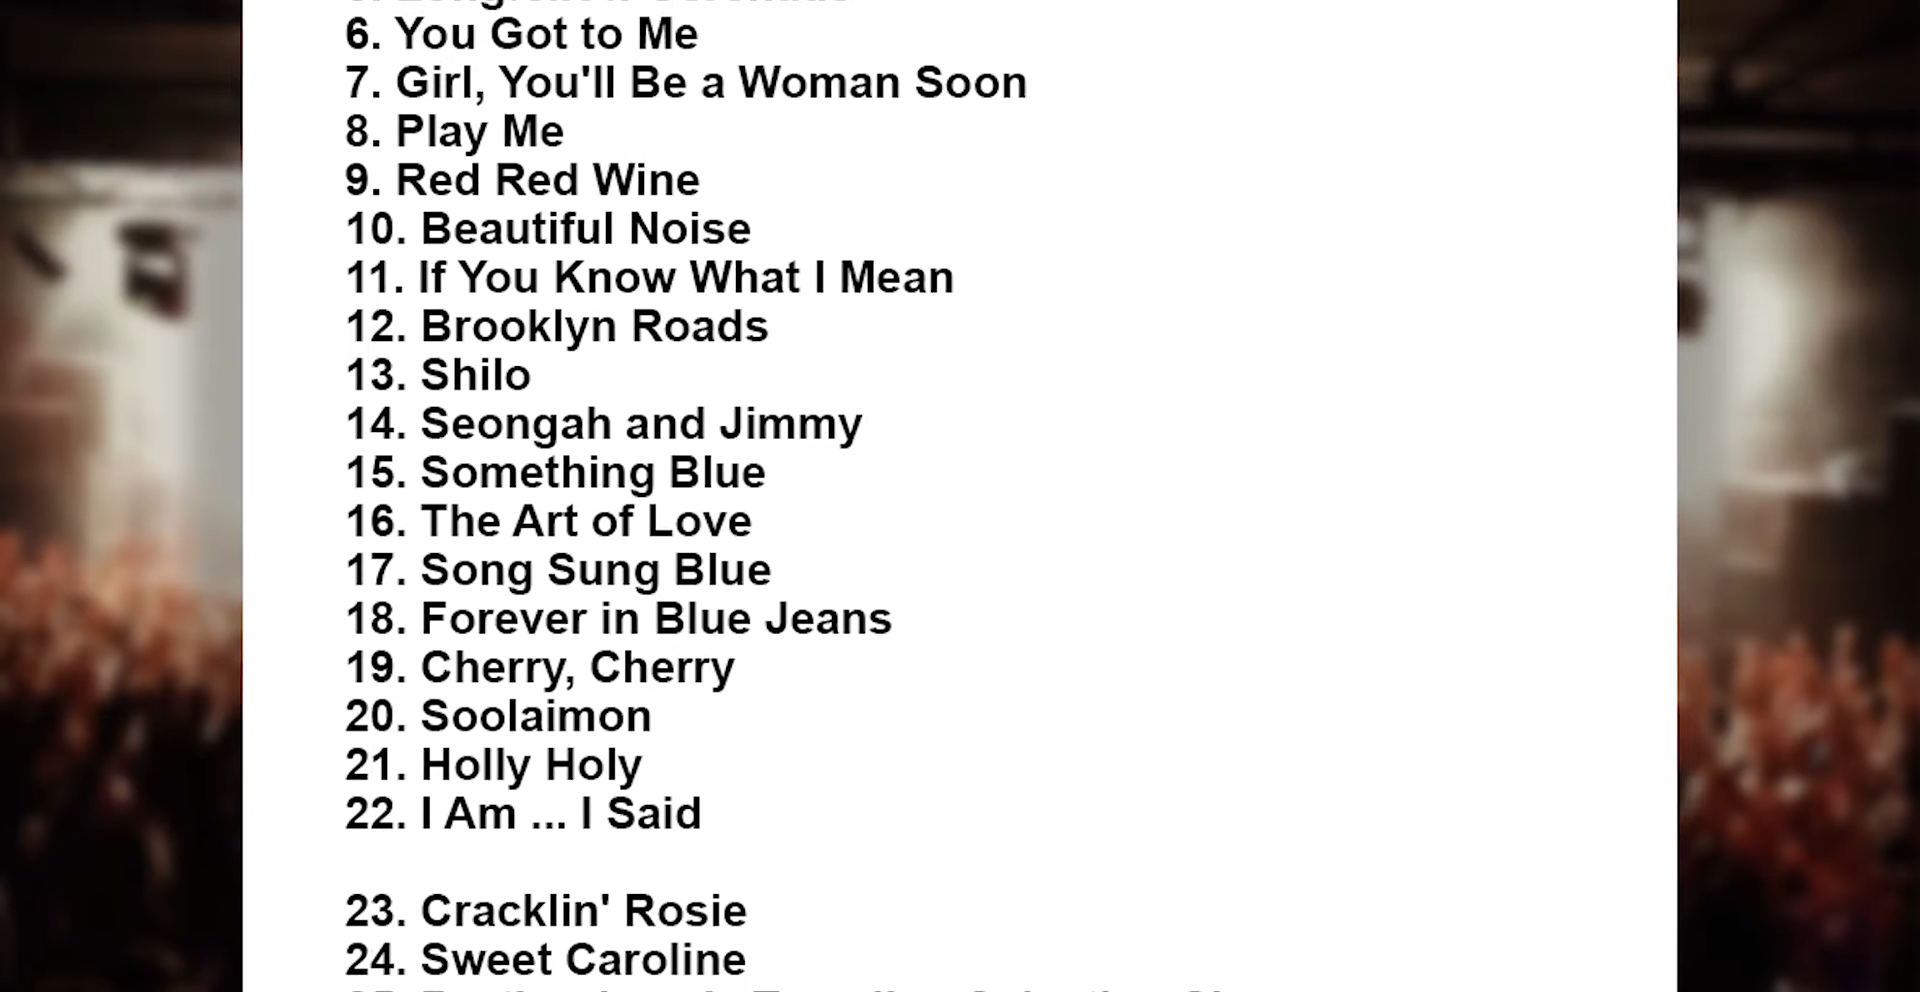 6. You Got to Me
7. Girl, You'll Be a Woman Soon
8. Play Me
9. Red Red Wine
10. Beautiful Noise
11. If You Know What I Mean
12. Brooklyn Roads
13. Shilo
14. Seongah and Jimmy
15. Something Blue
16. The Art of Love
17. Song Sung Blue
18. Forever in Blue Jeans
19. Cherry, Cherry
20. Soolaimon
21. Holly Holy
22. I Am ... I Said
23. Cracklin' Rosie
24. Sweet Caroline